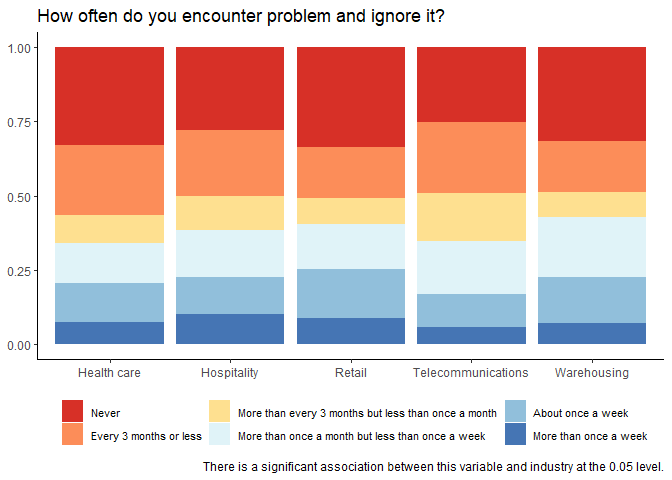 How often do you encounter problem and ignore it?
1.00
0.75
0.50
0.25
0.00
Health care Hospitality Retail Telecommunications Warehousing
Never More than every 3 months but less than once a month About once a week
Every 3 months or less More than once a month but less than once a week More than once a week
There is a significant association between this variable and industry at the 0.05 level.